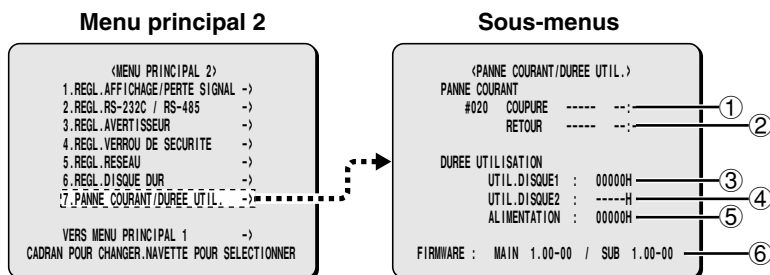 Menu principal 2
<MENU PRINCIPAL 2>
1.REGL.AFFICHAGE/PERTE SIGNAL ->
2.REGL.RS-232C / RS-485 ->
3.REGL.AVERTISSEUR ->
4.REGL.VERROU DE SECURITE ->
5.REGL.RESEAU ->
6.REGL.DISQUE DUR ->
7.PANNE COURANT/DUREE UTIL. ->
VERS MENU PRINCIPAL 1 ->
CADRAN POUR CHANGER.NAVETTE POUR SELECTIONNER
Sous-menus
<PANNE COURANT/DUREE UTIL.>
PANNE COURANT
#020 COUPURE ----- --:- ①
RETOUR ----- --:- ②
DUREE UTILISATION
UTIL.DISQUE1 : 00000H ③
UTIL.DISQUE2 : -----H ④
ALIMENTATION : 00000H ⑤
FIRMWARE : MAIN 1.00-00 / SUB 1.00-00 ⑥